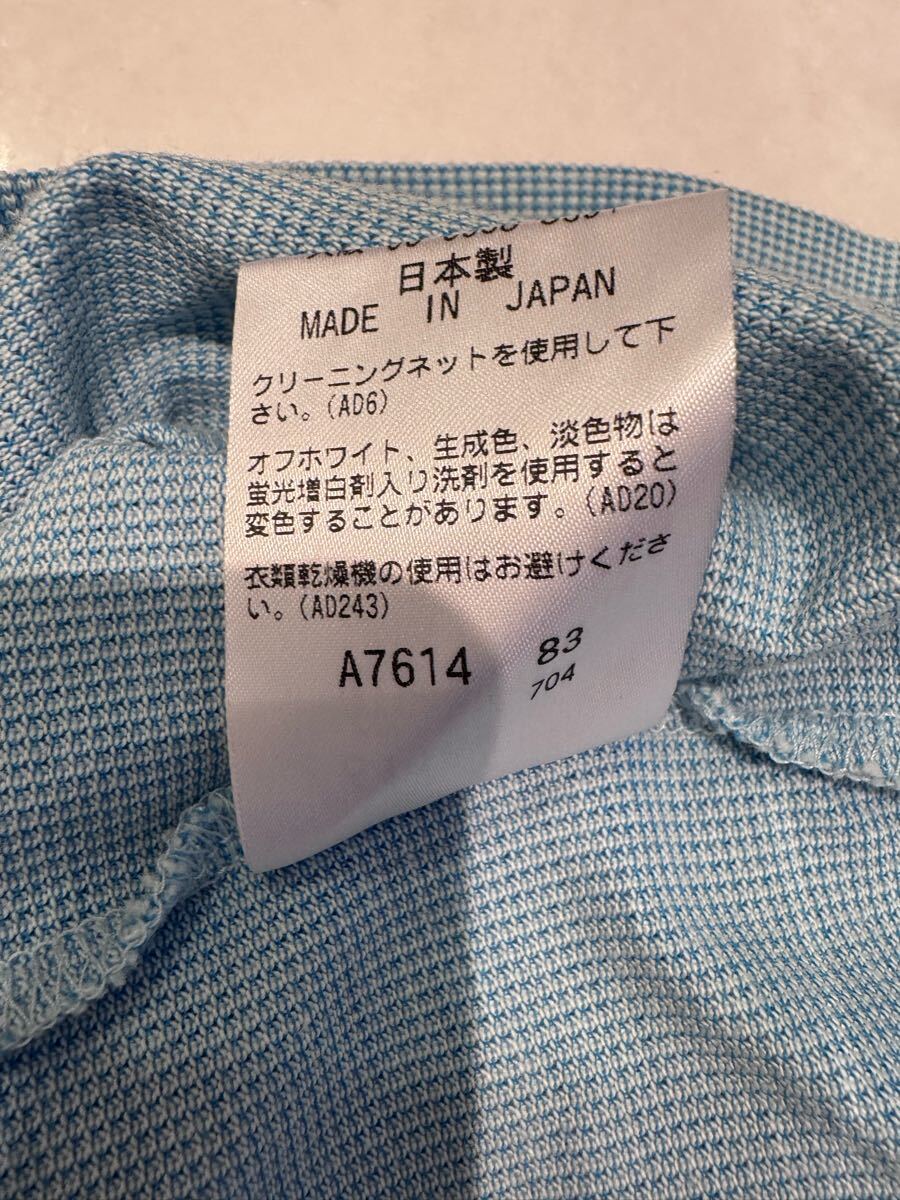 日本製
MADE IN JAPAN
クリーニングネットを使用して下
さい。(AD6)
オフホワイト、生成色、淡色物は
蛍光増白剤入り洗剤を使用すると
変色することがあります。(AD20)
衣類乾燥機の使用はお避けくださ
い。(AD243)
A7614 83
704